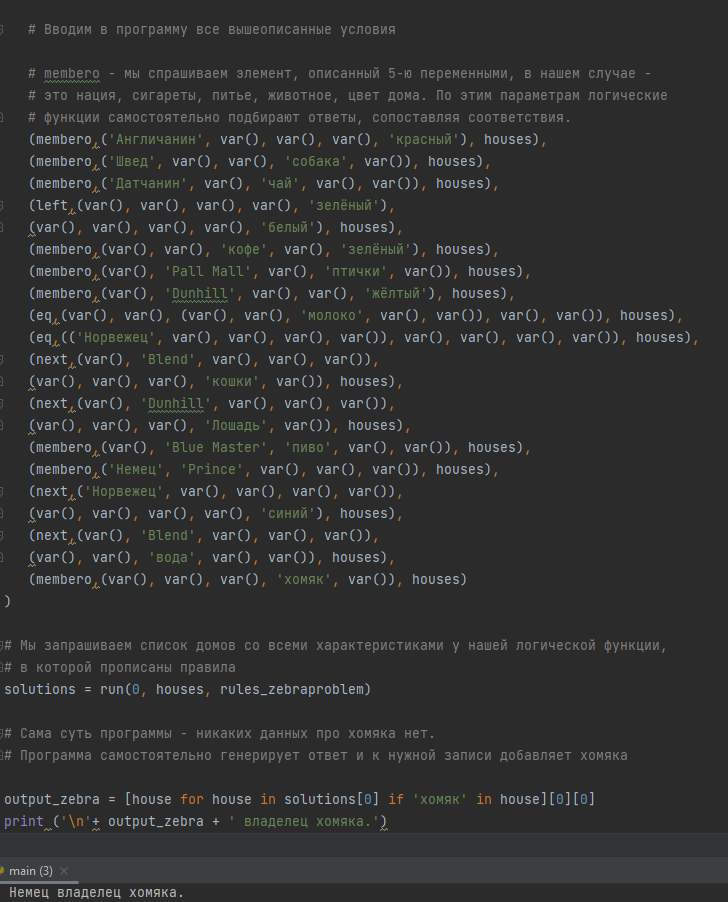 # Вводим в программу все вышеописанные условия
# membero - мы спрашиваем элемент, описанный 5-ю переменными, в нашем случае -
# это нация, сигареты, питье, животное, цвет дома. По этим параметрам логические
# функции самостоятельно подбирают ответы, сопоставляя соответствия.
(membero,('Англичанин', var(), var(), var(), 'красный'), houses),
(membero,('Швед', var(), var(), 'собака', var()), houses),
(membero,('Датчанин', var(), 'чай', var(), var()), houses),
(left,(var(), var(), var(), var(), 'зелёный'),
(var(), var(), var(), var(), 'белый'), houses),
(membero,(var(), var(), 'кофе', var(), 'зелёный'), houses),
(membero,(var(), 'Pall Mall', var(), 'птички', var()), houses),
(membero,(var(), 'Dunhill', var(), var(), 'жёлтый'), houses),
(eq,(var(), var(), (var(), var(), 'молоко', var(), var()), var(), var()), houses),
(eq,(('Норвежец', var(), var(), var(), var()), var(), var(), var(), var()), houses),
(next,(var(), 'Blend', var(), var(), var()),
(var(), var(), var(), 'кошки', var()), houses),
(next,(var(), 'Dunhill', var(), var(), var()),
(var(), var(), var(), 'Лошадь', var()), houses),
(membero,(var(), 'Blue Master', 'пиво', var(), var()), houses),
(membero,('Немец', 'Prince', var(), var(), var()), houses),
(next,('Норвежец', var(), var(), var(), var()),
(var(), var(), var(), var(), 'синий'), houses),
(next,(var(), 'Blend', var(), var(), var()),
(var(), var(), 'вода', var(), var()), houses),
(membero,(var(), var(), var(), 'хомяк', var()), houses)
)
# Мы запрашиваем список домов со всеми характеристиками у нашей логической функции,
# в которой прописаны правила
solutions = run(0, houses, rules_zebraproblem)
# Сама суть программы - никаких данных про хомяка нет.
# Программа самостоятельно генерирует ответ и к нужной записи добавляет хомяка
output_zebra = [house for house in solutions[0] if 'хомяк' in house][0][0]
print ('\n'+ output_zebra + ' владелец хомяка.')
main (3) ×
Немец владелец хомяка.